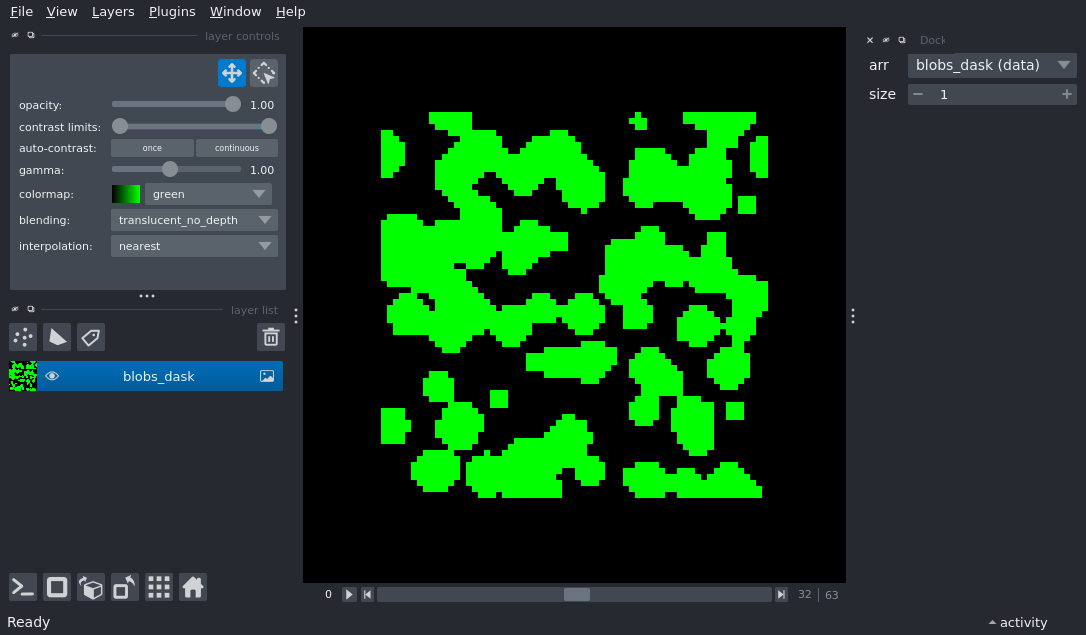 File View Layers Plugins Window Help
layer controls
opacity: 1.00
contrast limits:
auto-contrast: once continuous
gamma: 1.00
colormap: green
blending: translucent_no_depth
interpolation: nearest
layer list
blobs_dask
Dock
arr blobs_dask (data)
size 1
0 32 63
Ready
activity